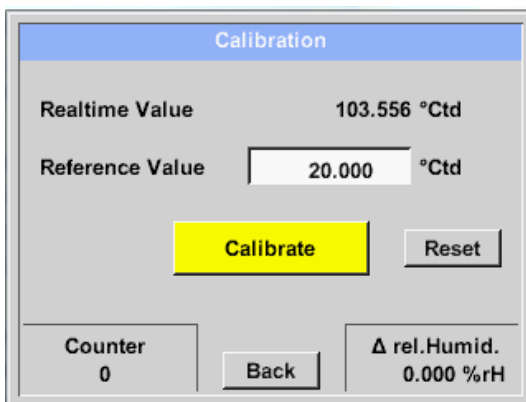 Calibration
Realtime Value 103.556 °Ctd
Reference Value 20.000 °Ctd
Calibrate Reset
Counter
0
Back
Δ rel.Humid.
0.000 %rH